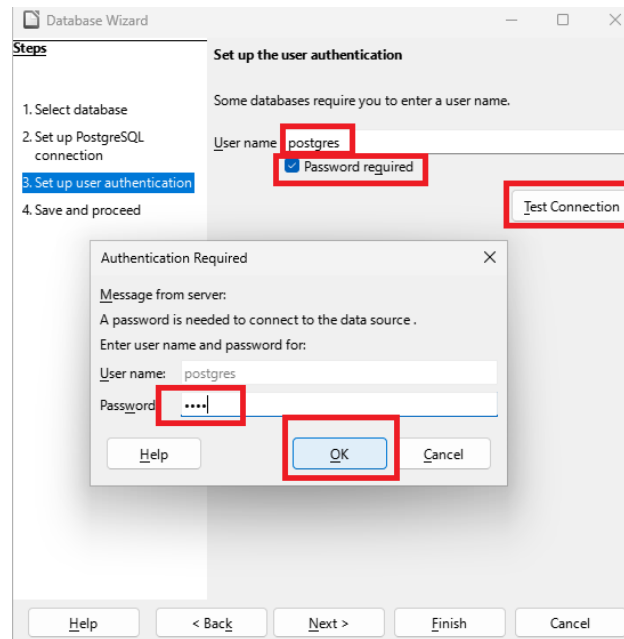 Database Wizard
Steps
1. Select database
2. Set up PostgreSQL
connection
3. Set up user authentication
4. Save and proceed
Set up the user authentication
Some databases require you to enter a user name.
User name postgres
Password required
Test Connection
Authentication Required
Message from server:
A password is needed to connect to the data source .
Enter user name and password for:
User name: postgres
Password ••••
Help OK Cancel
Help < Back Next > Finish Cancel